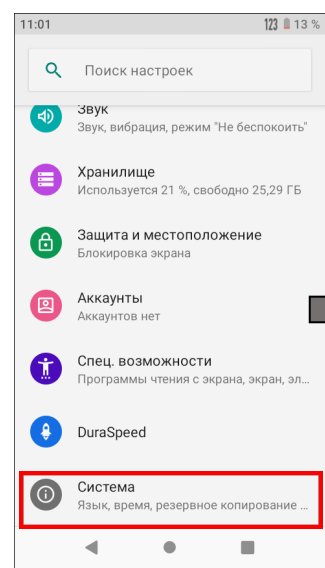 11:01 123 13 %
Поиск настроек
Звук
Звук, вибрация, режим "Не беспокоить"
Хранилище
Используется 21 %, свободно 25,29 ГБ
Защита и местоположение
Блокировка экрана
Аккаунты
Аккаунтов нет
Спец. возможности
Программы чтения с экрана, экран, эл...
DuraSpeed
Система
Язык, время, резервное копирование ...